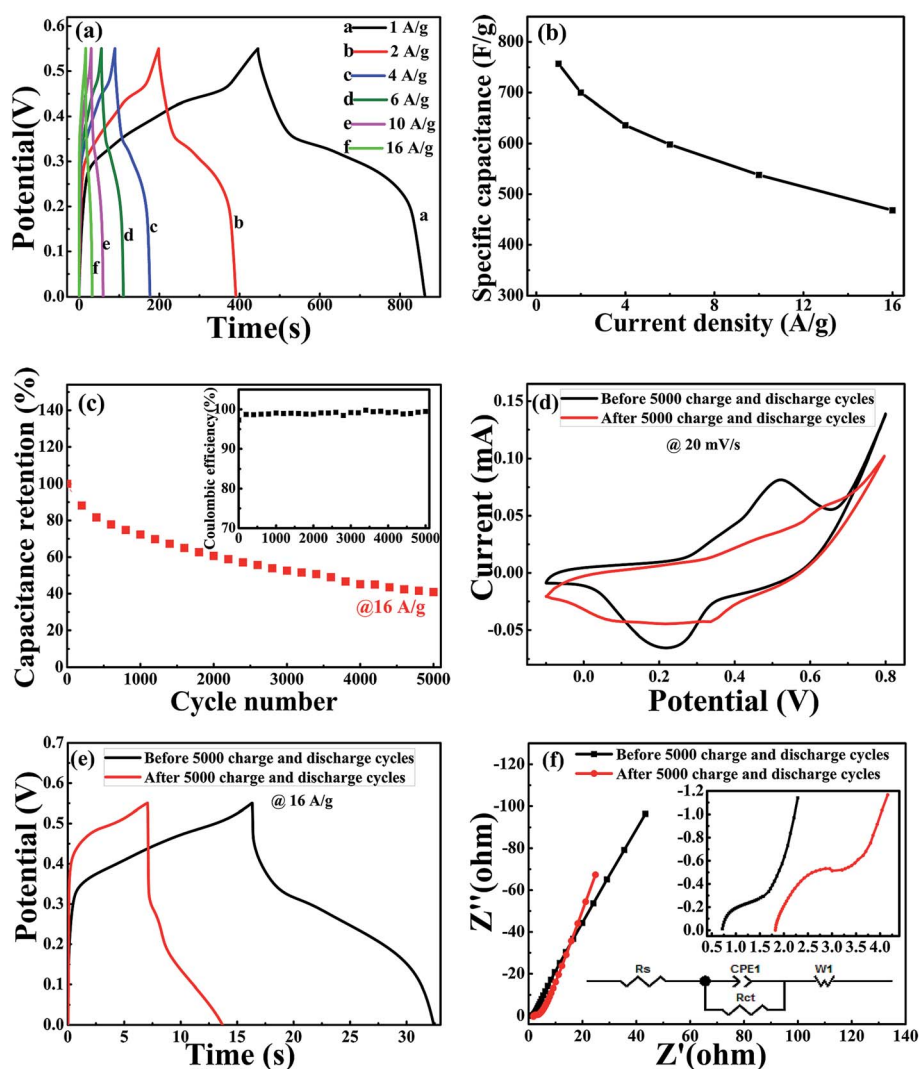 (a)
a 1 A/g
b 2 A/g
c 4 A/g
d 6 A/g
e 10 A/g
f 16 A/g
Potential(V)
0.6
0.5
0.4
0.3
0.2
0.1
0.0
f e d c b a
0 200 400 600 800
Time(s)
(b)
Specific capacitance (F/g)
800
700
600
500
400
300
0 4 8 12 16
Current density (A/g)
(c)
Capacitance retention (%)
140
120
100
80
60
40
20
0
Coulombic efficiency(%)
100
90
80
70
0 1000 2000 3000 4000 5000
@16 A/g
0 1000 2000 3000 4000 5000
Cycle number
(d)
Before 5000 charge and discharge cycles
After 5000 charge and discharge cycles
@ 20 mV/s
Current (mA)
0.15
0.10
0.05
0.00
-0.05
0.0 0.2 0.4 0.6 0.8
Potential (V)
(e)
Before 5000 charge and discharge cycles
After 5000 charge and discharge cycles
@ 16 A/g
Potential (V)
0.7
0.6
0.5
0.4
0.3
0.2
0.1
0.0
0 5 10 15 20 25 30
Time (s)
(f)
Before 5000 charge and discharge cycles
After 5000 charge and discharge cycles
Z''(ohm)
-140
-120
-100
-80
-60
-40
-20
0
-1.2
-1.0
-0.8
-0.6
-0.4
-0.2
0.0
0.5 1.0 1.5 2.0 2.5 3.0 3.5 4.0
Rs CPE1 W1
Rct
0 20 40 60 80 100 120 140
Z'(ohm)